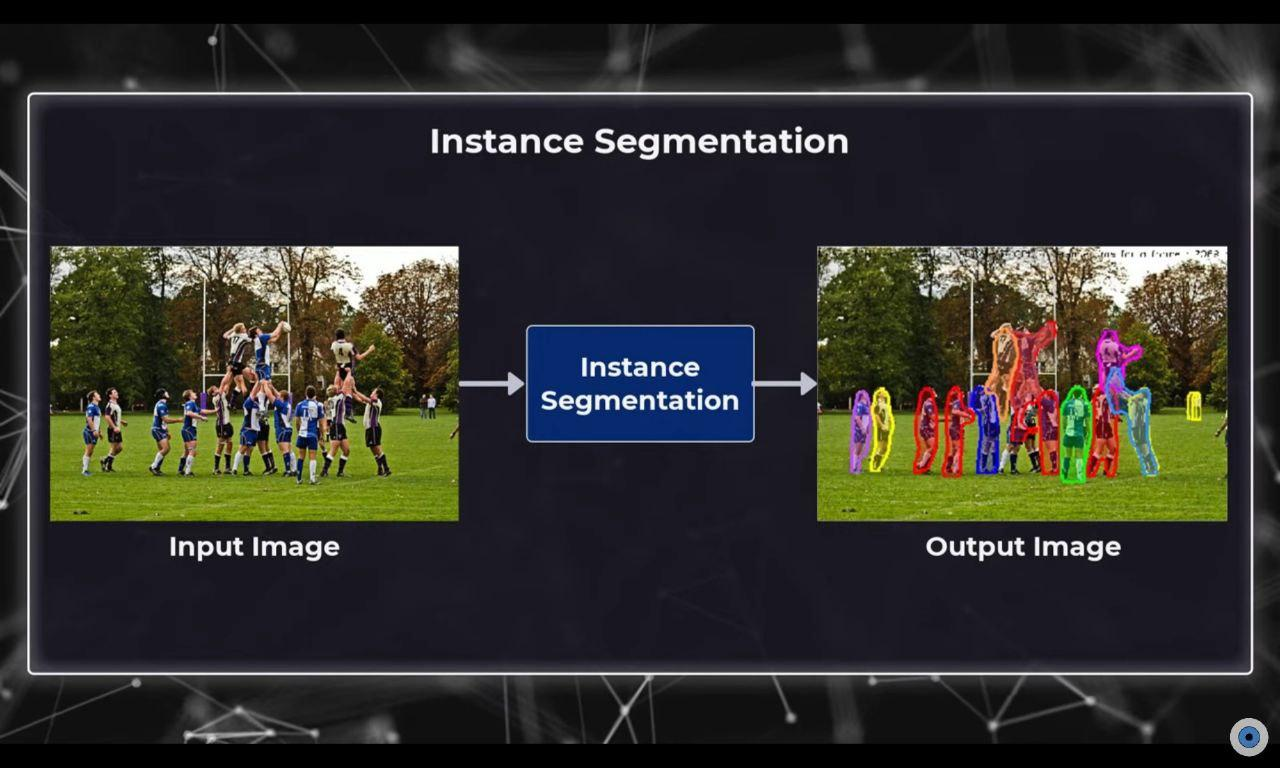 Instance Segmentation
Instance
Segmentation
Input Image
Output Image